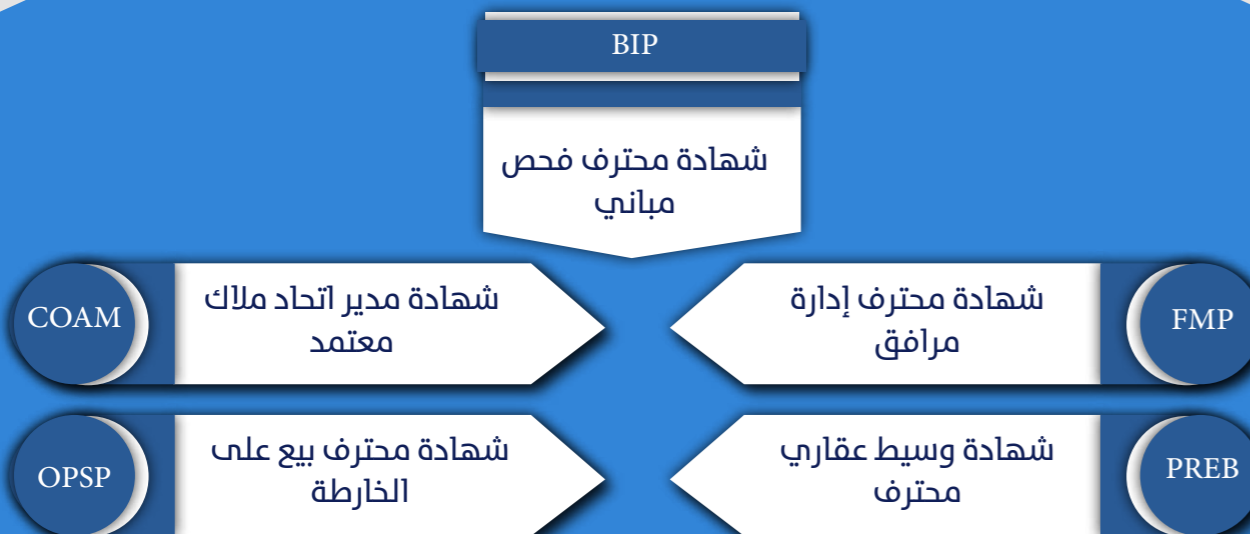 BIP
شهادة محترف فحص
مباني
FMP
شهادة محترف إدارة
مرافق
شهادة مدير اتحاد ملاك
معتمد
COAM
PREB
شهادة وسيط عقاري
محترف
شهادة محترف بيع على
الخارطة
OPSP